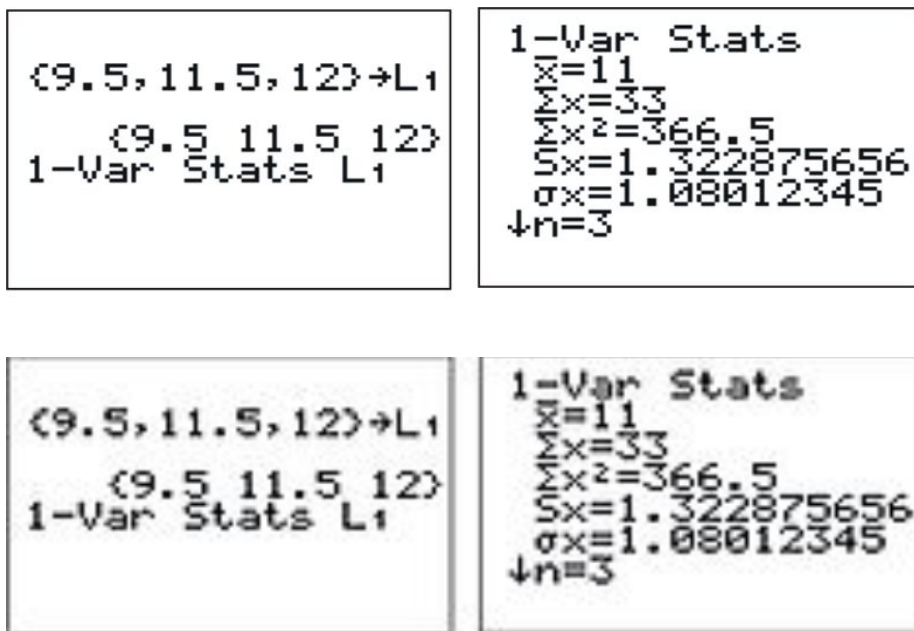 {9.5,11.5,12}→L₁
{9.5 11.5 12}
1-Var Stats L₁
1-Var Stats
x̄=11
Σx=33
Σx²=366.5
Sx=1.322875656
σx=1.08012345
↓n=3
{9.5,11.5,12}→L₁
{9.5 11.5 12}
1-Var Stats L₁
1-Var Stats
x̄=11
Σx=33
Σx²=366.5
Sx=1.322875656
σx=1.08012345
↓n=3